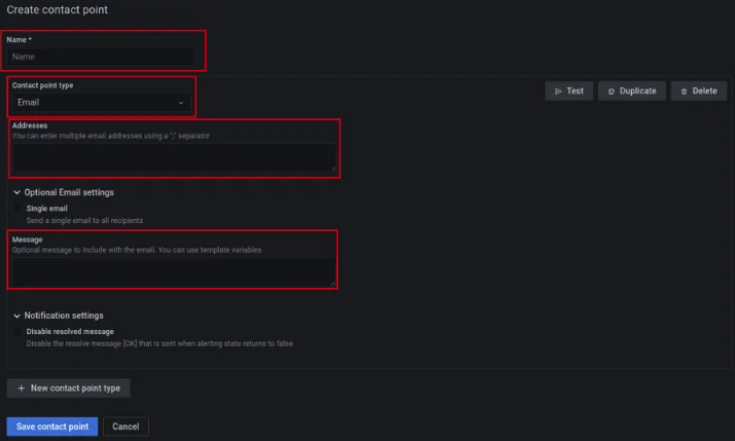 Create contact point
Name *
Name
Contact point type
Email
Test
Duplicate
Delete
Addresses
You can enter multiple email addresses using a ";" separator
Optional Email settings
Single email
Send a single email to all recipients
Message
Optional message to include with the email. You can use template variables
Notification settings
Disable resolved message
Disable the resolve message [OK] that is sent when alerting state returns to false
+ New contact point type
Save contact point
Cancel